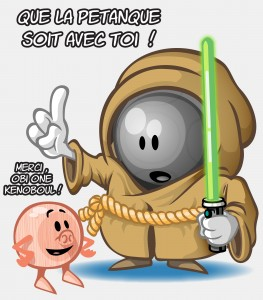 QUE LA PETANQUE
SOIT AVEC TOI !
MERCI,
OBI ONE
KENOBOUL !